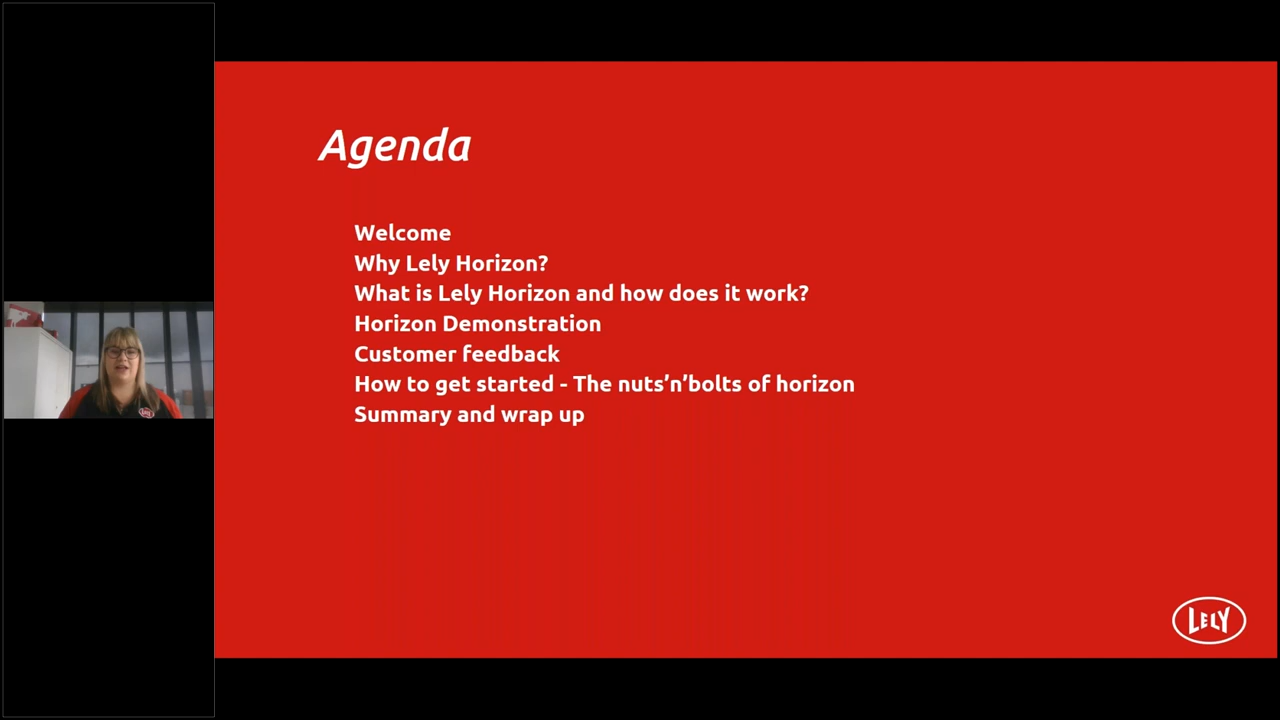 Agenda
Welcome
Why Lely Horizon?
What is Lely Horizon and how does it work?
Horizon Demonstration
Customer feedback
How to get started - The nuts’n’bolts of horizon
Summary and wrap up
LELY
LELY